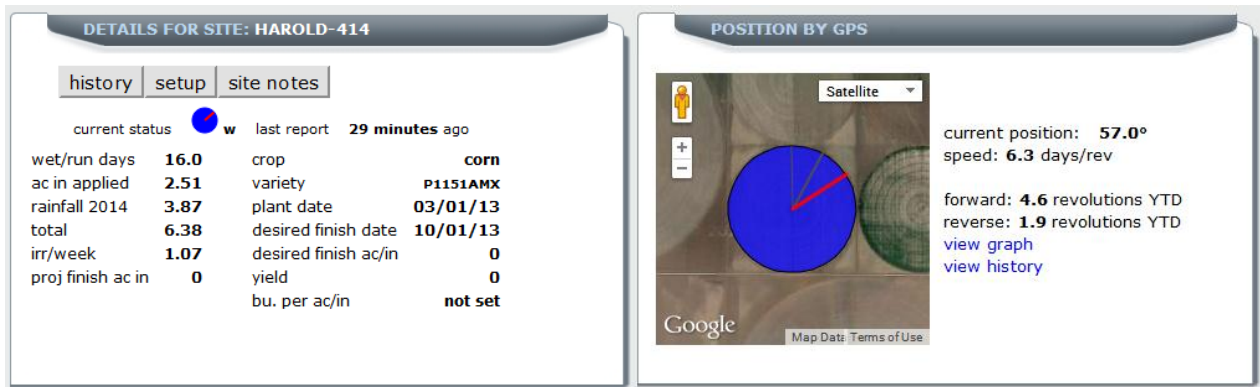 DETAILS FOR SITE: HAROLD-414
history setup site notes
current status w last report 29 minutes ago
wet/run days 16.0 crop corn
ac in applied 2.51 variety P1151AMX
rainfall 2014 3.87 plant date 03/01/13
total 6.38 desired finish date 10/01/13
irr/week 1.07 desired finish ac/in 0
proj finish ac in 0 yield 0
bu. per ac/in not set
POSITION BY GPS
Satellite
+
−
Google
Map Data Terms of Use
current position: 57.0°
speed: 6.3 days/rev
forward: 4.6 revolutions YTD
reverse: 1.9 revolutions YTD
view graph
view history